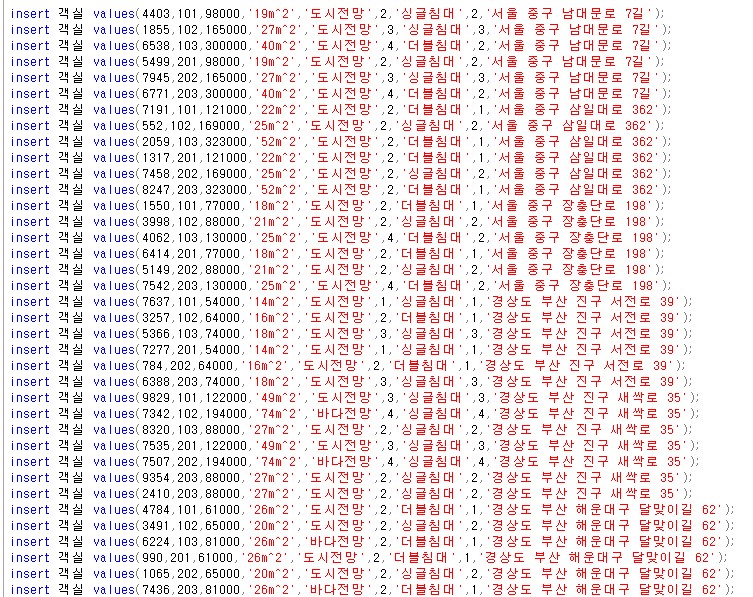 insert 객실 values(4403,101,98000,'19m^2','도시전망',2,'싱글침대',2,'서울 중구 남대문로 7길');
insert 객실 values(1855,102,165000,'27m^2','도시전망',3,'싱글침대',3,'서울 중구 남대문로 7길');
insert 객실 values(6538,103,300000,'40m^2','도시전망',4,'더블침대',2,'서울 중구 남대문로 7길');
insert 객실 values(5499,201,98000,'19m^2','도시전망',2,'싱글침대',2,'서울 중구 남대문로 7길');
insert 객실 values(7945,202,165000,'27m^2','도시전망',3,'싱글침대',3,'서울 중구 남대문로 7길');
insert 객실 values(6771,203,300000,'40m^2','도시전망',4,'더블침대',2,'서울 중구 남대문로 7길');
insert 객실 values(7191,101,121000,'22m^2','도시전망',2,'더블침대',1,'서울 중구 삼일대로 362');
insert 객실 values(552,102,169000,'25m^2','도시전망',2,'싱글침대',2,'서울 중구 삼일대로 362');
insert 객실 values(2059,103,323000,'52m^2','도시전망',2,'더블침대',1,'서울 중구 삼일대로 362');
insert 객실 values(1317,201,121000,'22m^2','도시전망',2,'더블침대',1,'서울 중구 삼일대로 362');
insert 객실 values(7458,202,169000,'25m^2','도시전망',2,'싱글침대',2,'서울 중구 삼일대로 362');
insert 객실 values(8247,203,323000,'52m^2','도시전망',2,'더블침대',1,'서울 중구 삼일대로 362');
insert 객실 values(1550,101,77000,'18m^2','도시전망',2,'더블침대',1,'서울 중구 장충단로 198');
insert 객실 values(3998,102,88000,'21m^2','도시전망',2,'싱글침대',2,'서울 중구 장충단로 198');
insert 객실 values(4062,103,130000,'25m^2','도시전망',4,'더블침대',2,'서울 중구 장충단로 198');
insert 객실 values(6414,201,77000,'18m^2','도시전망',2,'더블침대',1,'서울 중구 장충단로 198');
insert 객실 values(5149,202,88000,'21m^2','도시전망',2,'싱글침대',2,'서울 중구 장충단로 198');
insert 객실 values(7542,203,130000,'25m^2','도시전망',4,'더블침대',2,'서울 중구 장충단로 198');
insert 객실 values(7637,101,54000,'14m^2','도시전망',1,'싱글침대',1,'경상도 부산 진구 서전로 39');
insert 객실 values(3257,102,64000,'16m^2','도시전망',2,'더블침대',1,'경상도 부산 진구 서전로 39');
insert 객실 values(5366,103,74000,'18m^2','도시전망',3,'싱글침대',3,'경상도 부산 진구 서전로 39');
insert 객실 values(7277,201,54000,'14m^2','도시전망',1,'싱글침대',1,'경상도 부산 진구 서전로 39');
insert 객실 values(784,202,64000,'16m^2','도시전망',2,'더블침대',1,'경상도 부산 진구 서전로 39');
insert 객실 values(6388,203,74000,'18m^2','도시전망',3,'싱글침대',3,'경상도 부산 진구 서전로 39');
insert 객실 values(9829,101,122000,'49m^2','도시전망',3,'싱글침대',3,'경상도 부산 진구 새싹로 35');
insert 객실 values(7342,102,194000,'74m^2','바다전망',4,'싱글침대',4,'경상도 부산 진구 새싹로 35');
insert 객실 values(8320,103,88000,'27m^2','도시전망',2,'싱글침대',2,'경상도 부산 진구 새싹로 35');
insert 객실 values(7535,201,122000,'49m^2','도시전망',3,'싱글침대',3,'경상도 부산 진구 새싹로 35');
insert 객실 values(7507,202,194000,'74m^2','바다전망',4,'싱글침대',4,'경상도 부산 진구 새싹로 35');
insert 객실 values(9354,203,88000,'27m^2','도시전망',2,'싱글침대',2,'경상도 부산 진구 새싹로 35');
insert 객실 values(2410,203,88000,'27m^2','도시전망',2,'싱글침대',2,'경상도 부산 진구 새싹로 35');
insert 객실 values(4784,101,61000,'26m^2','도시전망',2,'더블침대',1,'경상도 부산 해운대구 달맞이길 62');
insert 객실 values(3491,102,65000,'20m^2','도시전망',2,'싱글침대',2,'경상도 부산 해운대구 달맞이길 62');
insert 객실 values(6224,103,81000,'26m^2','바다전망',2,'더블침대',1,'경상도 부산 해운대구 달맞이길 62');
insert 객실 values(990,201,61000,'26m^2','도시전망',2,'더블침대',1,'경상도 부산 해운대구 달맞이길 62');
insert 객실 values(1065,202,65000,'20m^2','도시전망',2,'싱글침대',2,'경상도 부산 해운대구 달맞이길 62');
insert 객실 values(7436,203,81000,'26m^2','바다전망',2,'더블침대',1,'경상도 부산 해운대구 달맞이길 62');